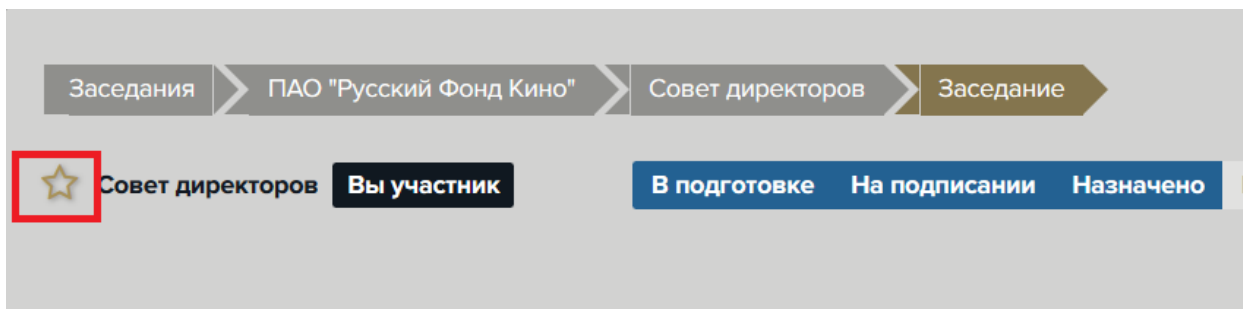 Заседания ПАО "Русский Фонд Кино" Совет директоров Заседание
Совет директоров Вы участник В подготовке На подписании Назначено